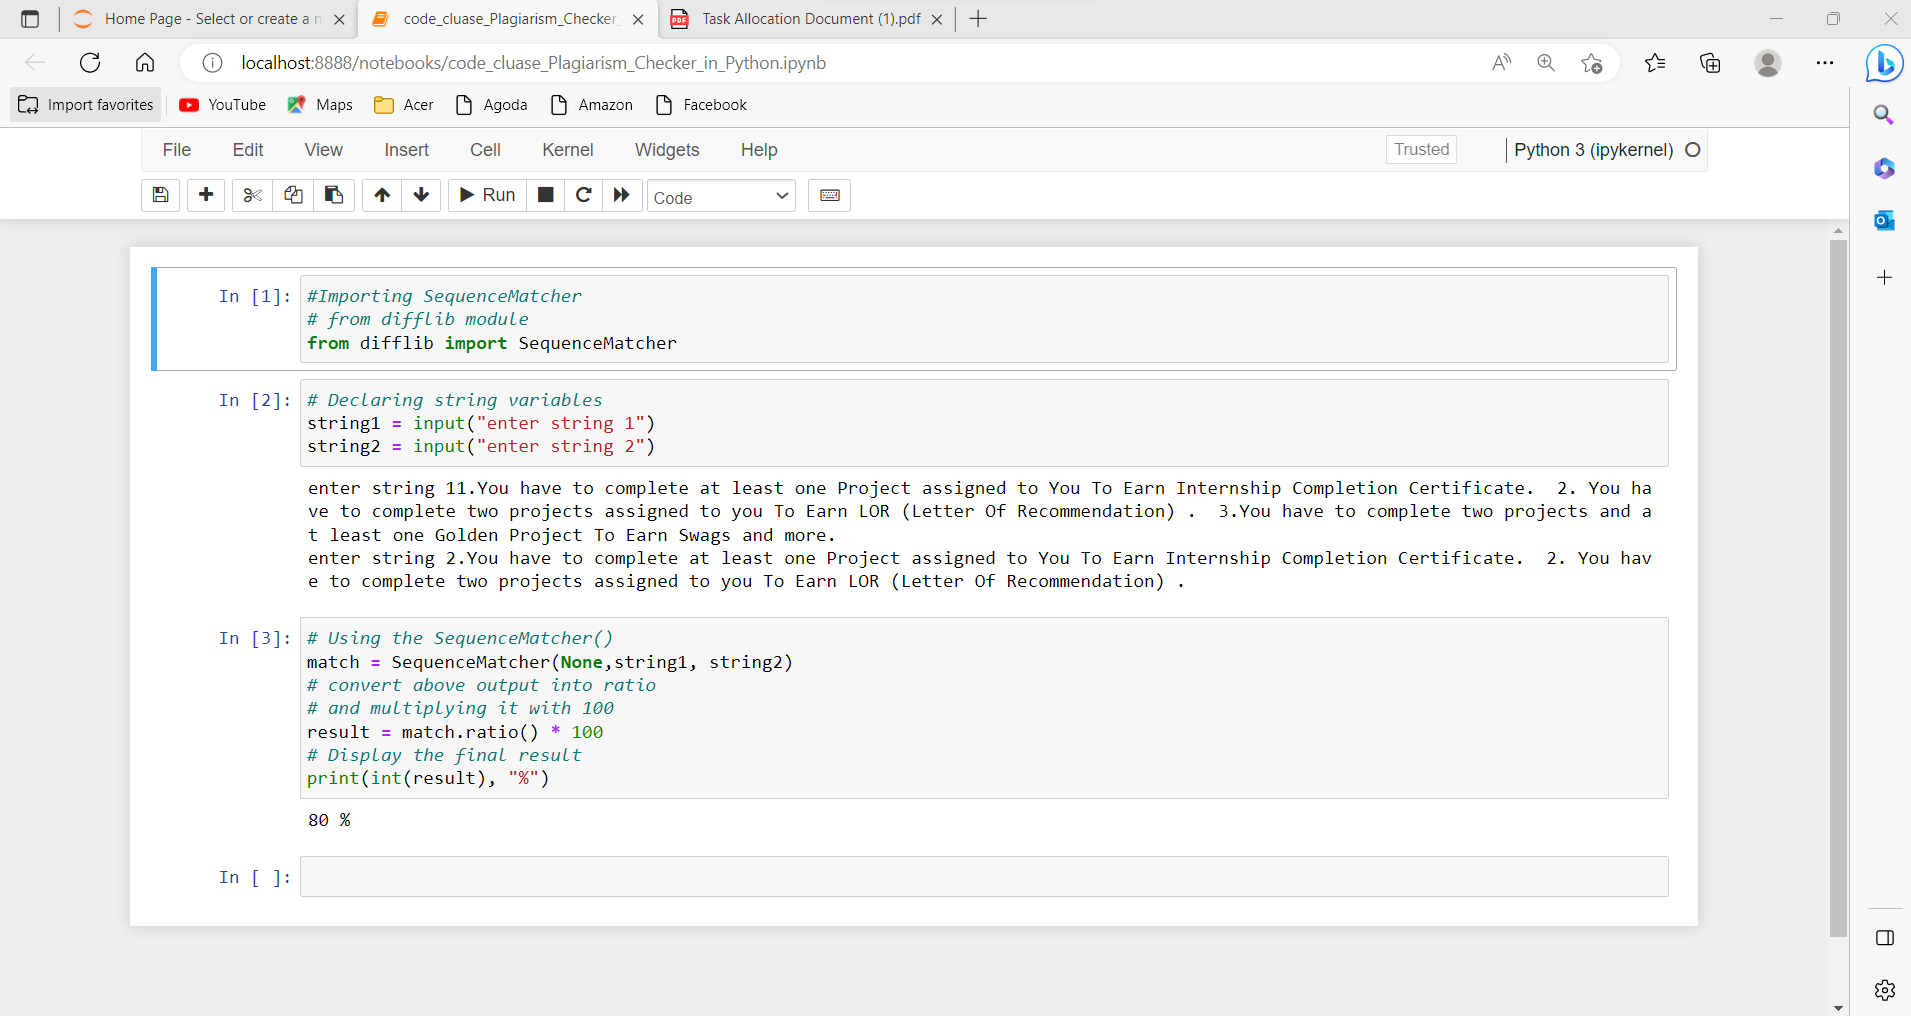 Home Page - Select or create a n
code_cluase_Plagiarism_Checker_
PDF
Task Allocation Document (1).pdf
localhost:8888/notebooks/code_cluase_Plagiarism_Checker_in_Python.ipynb
Import favorites
YouTube
Maps
Acer
Agoda
Amazon
Facebook
File Edit View Insert Cell Kernel Widgets Help
Trusted
Python 3 (ipykernel)
Run
Code
In [1]:
#Importing SequenceMatcher
# from difflib module
from difflib import SequenceMatcher
In [2]:
# Declaring string variables
string1 = input("enter string 1")
string2 = input("enter string 2")
enter string 11.You have to complete at least one Project assigned to You To Earn Internship Completion Certificate.  2. You ha
ve to complete two projects assigned to you To Earn LOR (Letter Of Recommendation) .  3.You have to complete two projects and a
t least one Golden Project To Earn Swags and more.
enter string 2.You have to complete at least one Project assigned to You To Earn Internship Completion Certificate.  2. You hav
e to complete two projects assigned to you To Earn LOR (Letter Of Recommendation) .
In [3]:
# Using the SequenceMatcher()
match = SequenceMatcher(None,string1, string2)
# convert above output into ratio
# and multiplying it with 100
result = match.ratio() * 100
# Display the final result
print(int(result), "%")
80 %
In [ ]: